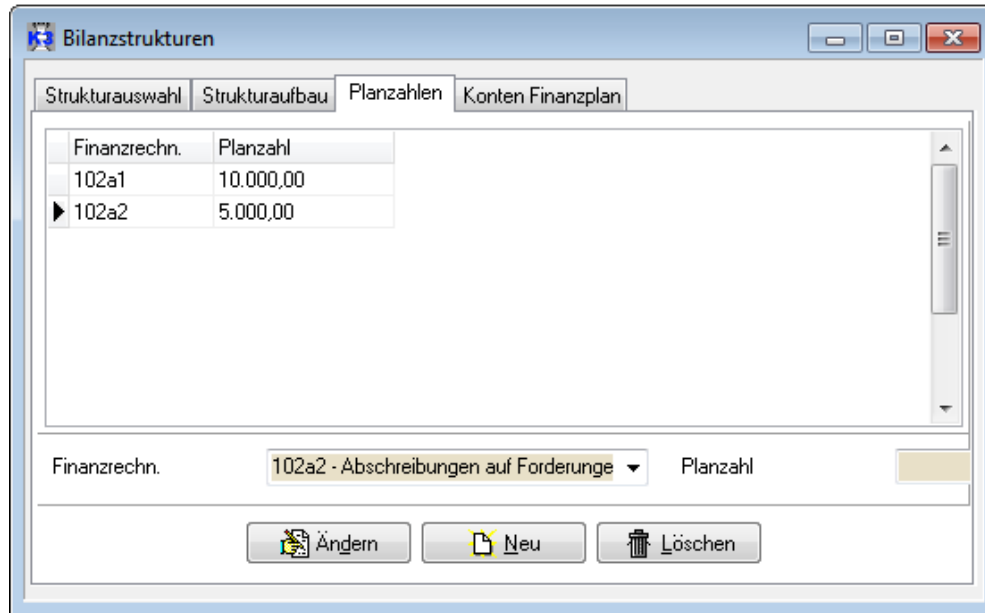 K3 Bilanzstrukturen
Strukturauswahl Strukturaufbau Planzahlen Konten Finanzplan
Finanzrechn. Planzahl
102a1 10.000,00
102a2 5.000,00
Finanzrechn. 102a2 - Abschreibungen auf Forderunge Planzahl
Ändern Neu Löschen